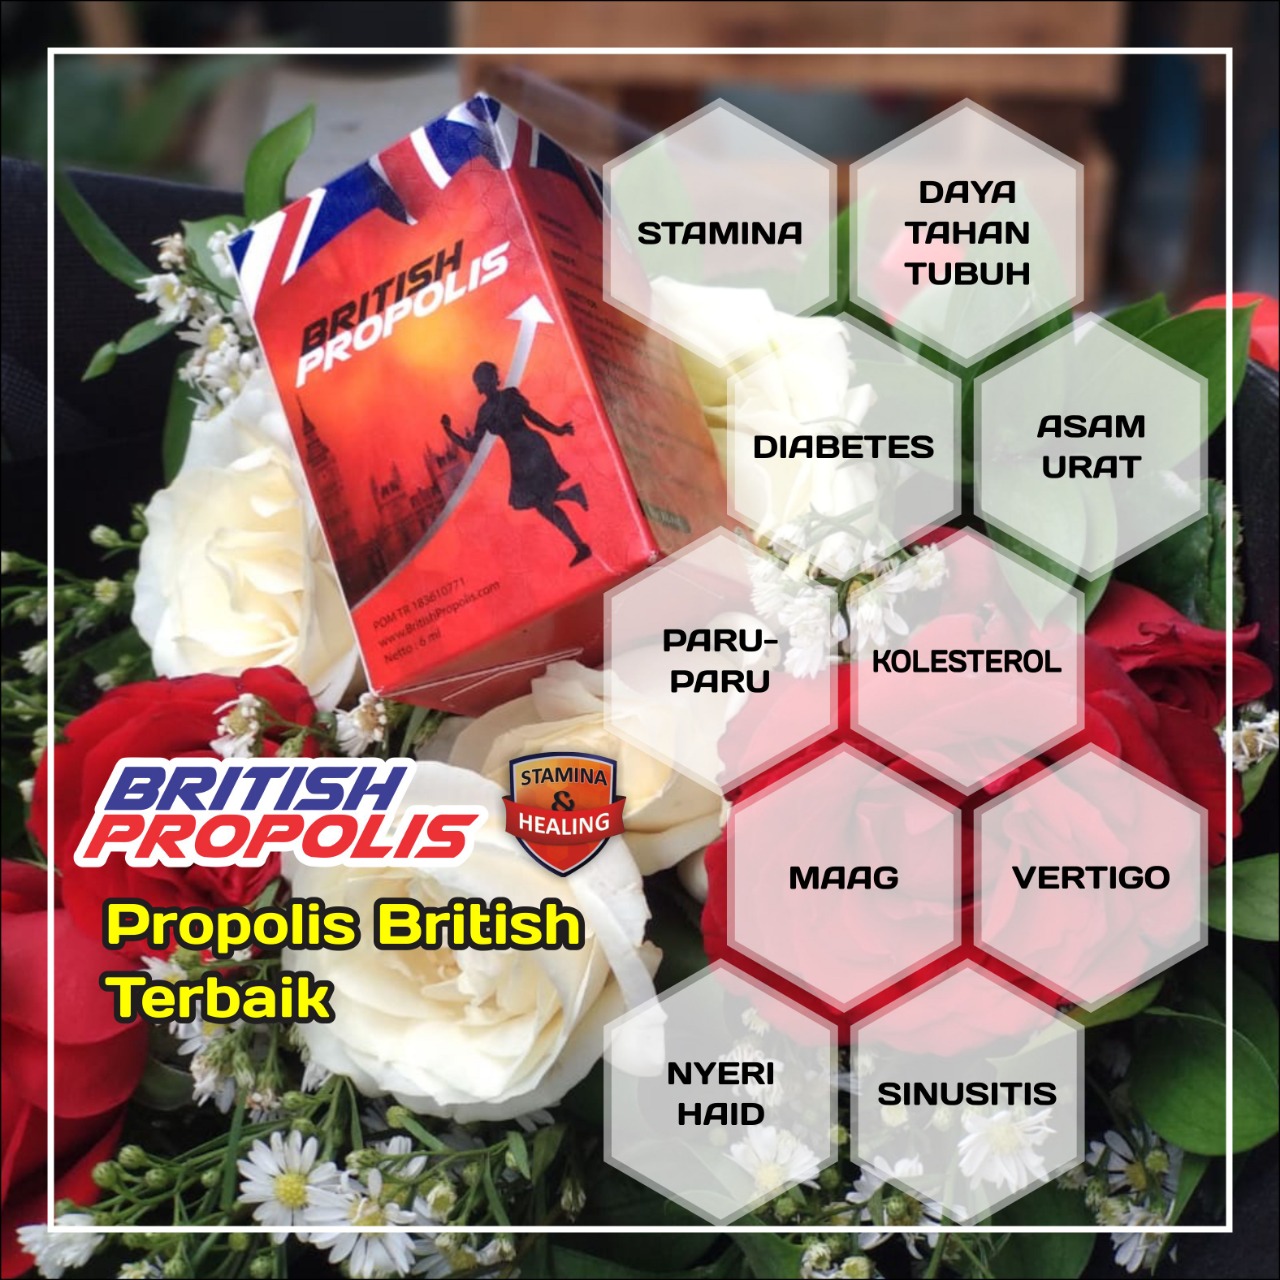 BRITISH
PROPOLIS
POM TR 183610771
www.BritishPropolis.com
Netto : 6 ml
STAMINA
DAYA
TAHAN
TUBUH
DIABETES
ASAM
URAT
PARU-
PARU
KOLESTEROL
MAAG
VERTIGO
NYERI
HAID
SINUSITIS
BRITISH
PROPOLIS
STAMINA
&
HEALING
Propolis British
Terbaik